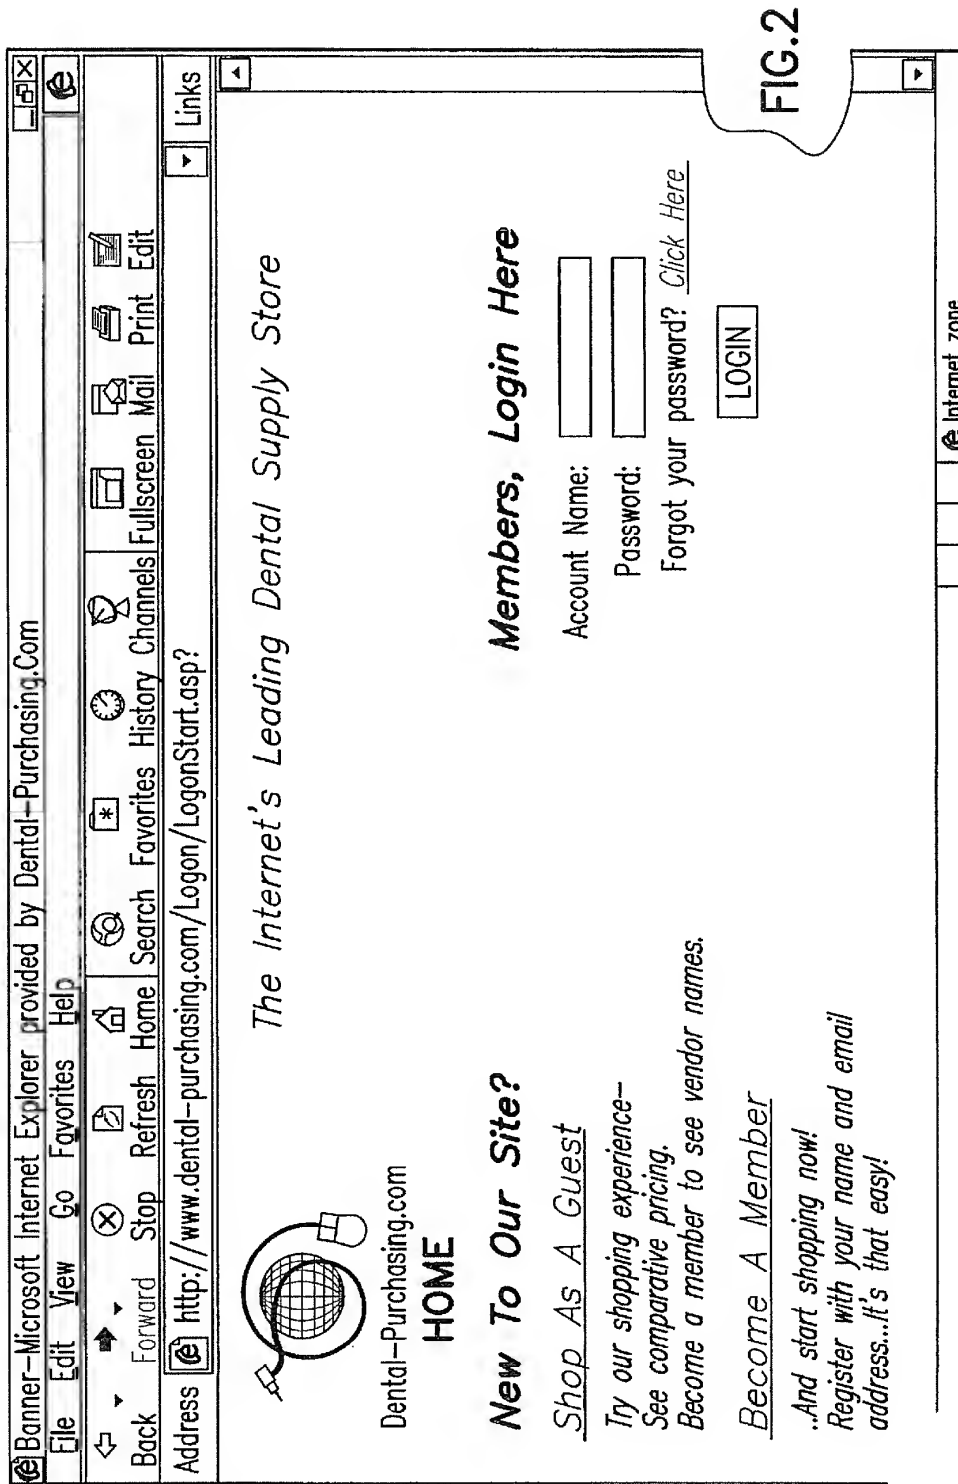 Banner-Microsoft Internet Explorer provided by Dental-Purchasing.Com
File Edit View Go Favorites Help
Back Forward Stop Refresh Home Search Favorites History Channels Fullscreen Mail Print Edit
Address http://www.dental-purchasing.com/Logon/LogonStart.asp? Links
The Internet's Leading Dental Supply Store
Dental-Purchasing.com
HOME
New To Our Site?
Shop As A Guest
Try our shopping experience-
See comparative pricing.
Become a member to see vendor names.
Become A Member
..And start shopping now!
Register with your name and email
address...It's that easy!
Members, Login Here
Account Name:
Password:
Forgot your password? Click Here
LOGIN
Internet zone
FIG.2